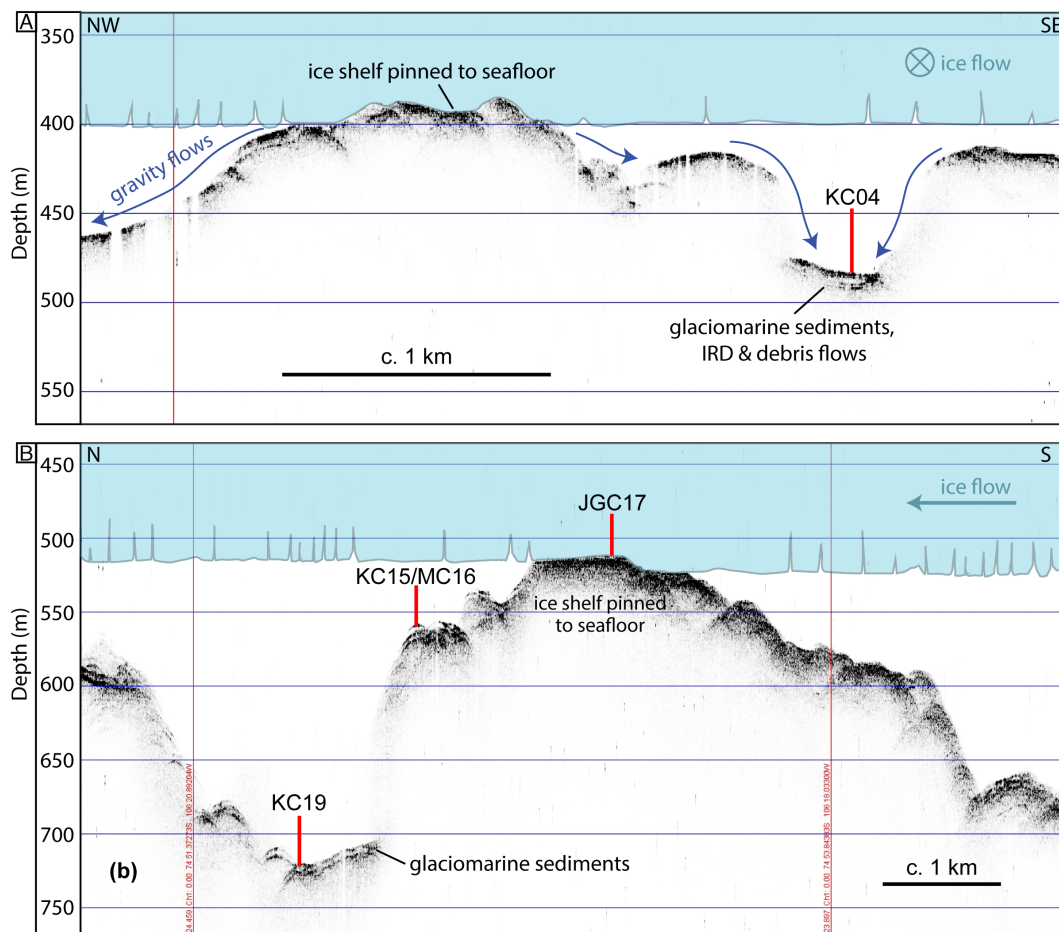 A
NW
SE
350
ice flow
ice shelf pinned to seafloor
400
gravity flows
KC04
450
Depth (m)
500
glaciomarine sediments,
IRD & debris flows
c. 1 km
550
B
N
S
450
ice flow
JGC17
500
KC15/MC16
550
ice shelf pinned
to seafloor
Depth (m)
600
650
700
KC19
glaciomarine sediments
(b)
c. 1 km
750